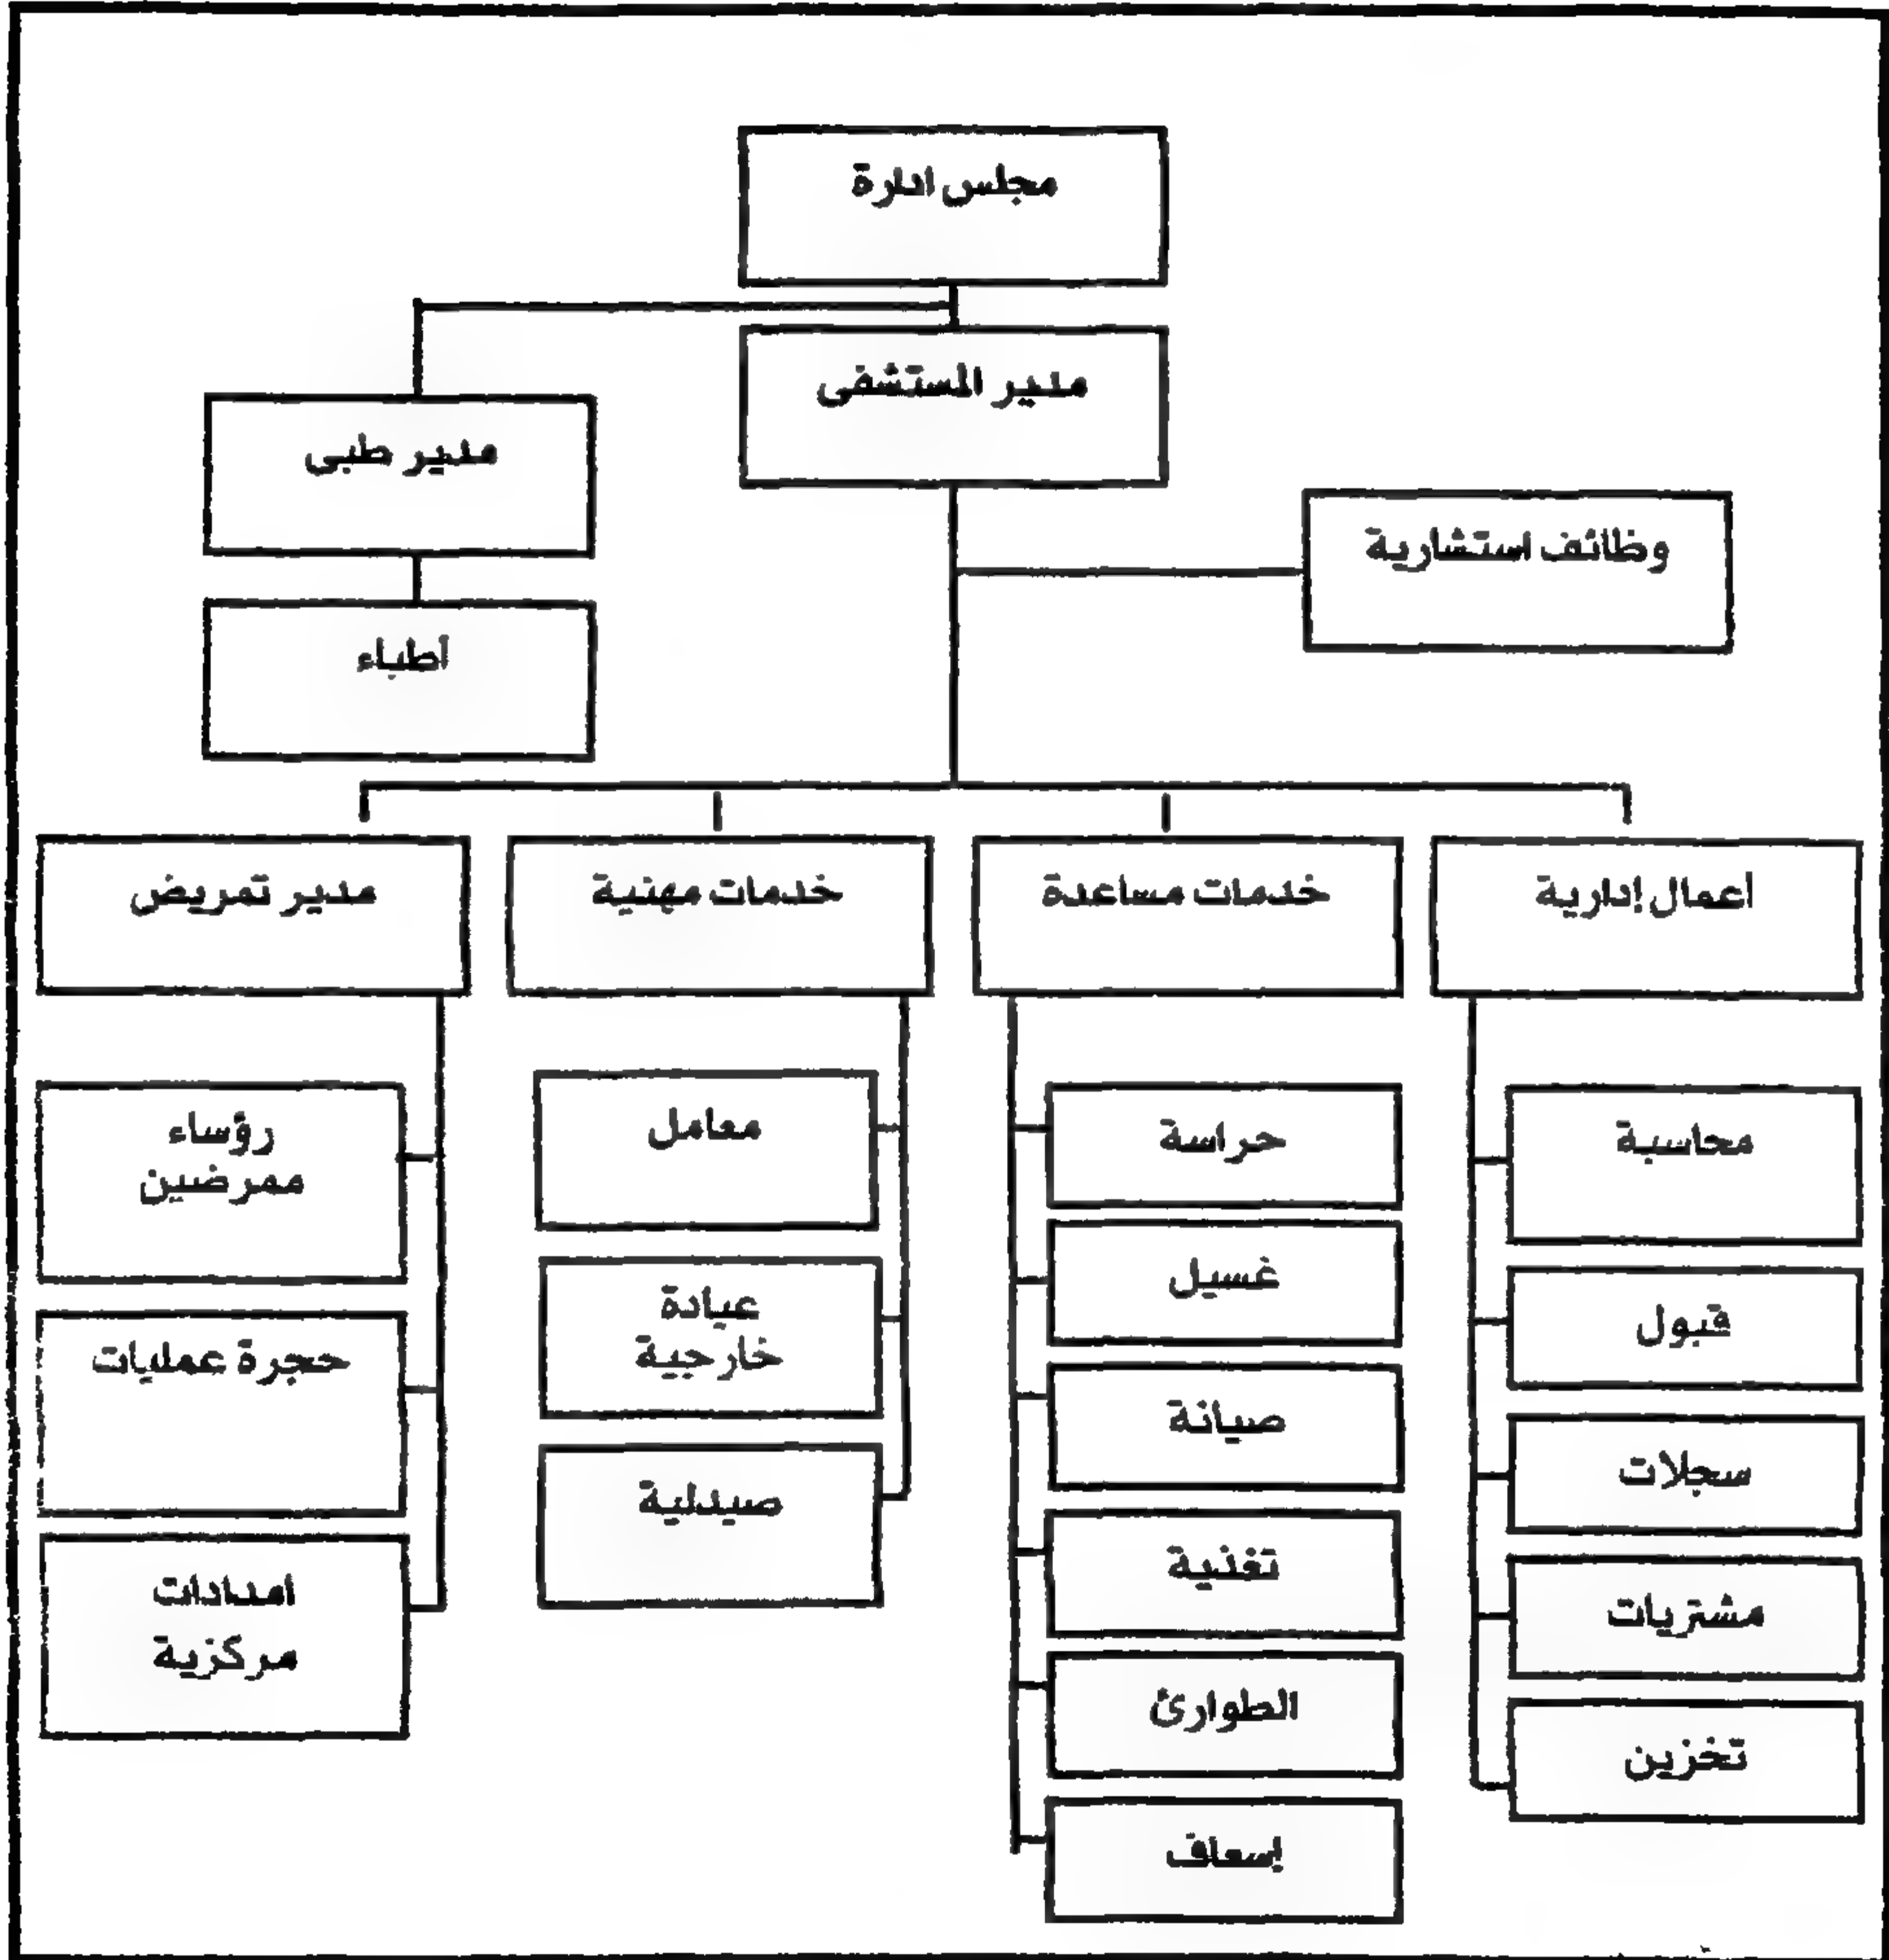 مجلس ادارة
مدير المستشفى
مدير طبى
وظائف استشارية
أطباء
أعمال إدارية
خدمات مساعدة
خدمات مهنية
مدير تمريض
محاسبة
قبول
سجلات
مشتريات
تخزين
حراسة
غسيل
صيانة
تغذية
الطوارئ
إسعاف
معامل
عيادة
خارجية
صيدلية
رؤساء
ممرضين
حجرة عمليات
امدادات
مركزية